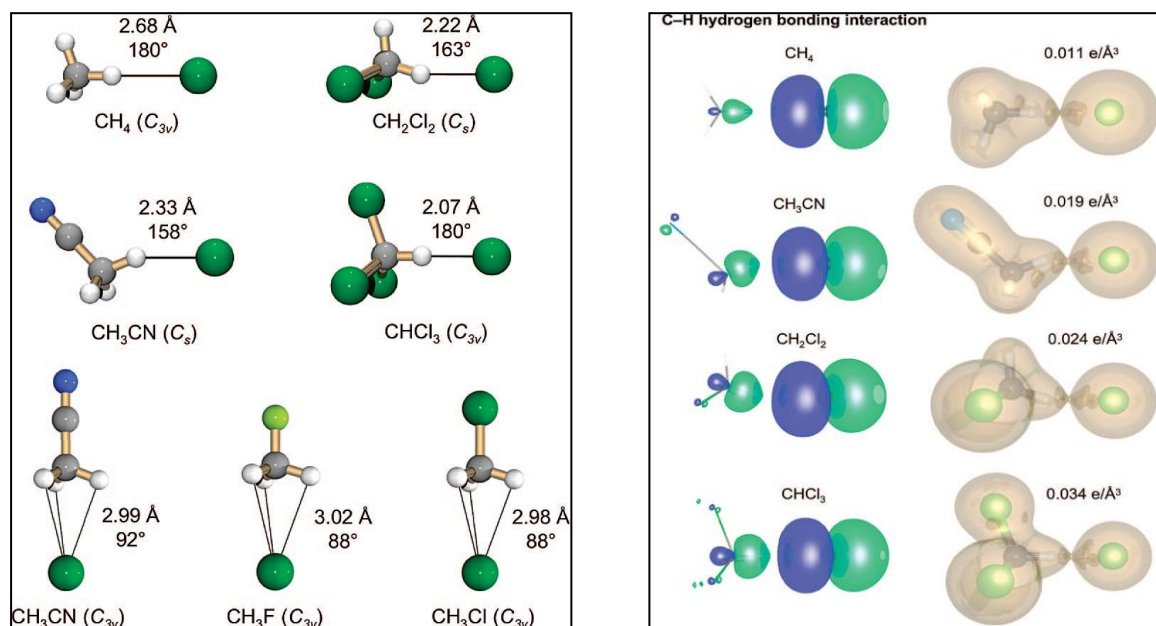 2.68 Å
180°
CH₄ (C₃ᵥ)
2.22 Å
163°
CH₂Cl₂ (Cₛ)
2.33 Å
158°
CH₃CN (Cₛ)
2.07 Å
180°
CHCl₃ (C₃ᵥ)
2.99 Å
92°
CH₃CN (C₃ᵥ)
3.02 Å
88°
CH₃F (C₃ᵥ)
2.98 Å
88°
CH₃Cl (C₃ᵥ)
C–H hydrogen bonding interaction
CH₄
0.011 e/Å³
CH₃CN
0.019 e/Å³
CH₂Cl₂
0.024 e/Å³
CHCl₃
0.034 e/Å³